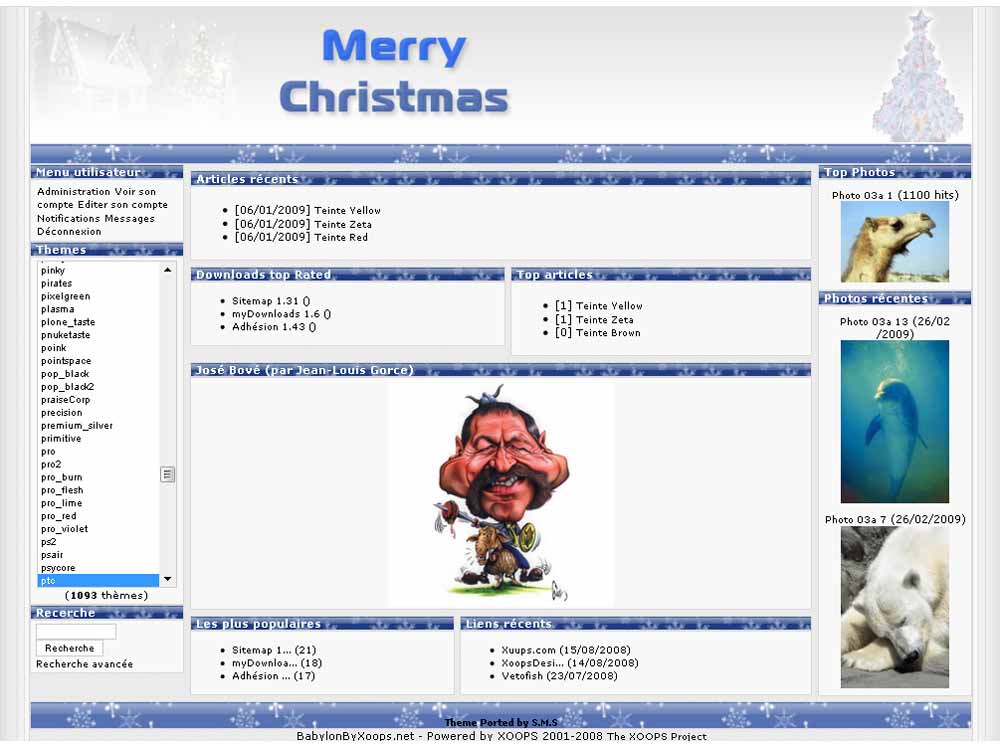 Merry
Christmas
Menu utilisateur
Administration Voir son
compte Editer son compte
Notifications Messages
Déconnexion
Themes
pinky
pirates
pixelgreen
plasma
plone_taste
pnuketaste
poink
pointspace
pop_black
pop_black2
praiseCorp
precision
premium_silver
primitive
pro
pro2
pro_burn
pro_flesh
pro_lime
pro_red
pro_violet
ps2
psair
psycore
pto
(1093 thèmes)
Recerche
Recherche
Recherche avancée
Articles récents
[06/01/2009] Teinte Yellow
[06/01/2009] Teinte Zeta
[06/01/2009] Teinte Red
Downloads top Rated
Sitemap 1.31 ()
myDownloads 1.6 ()
Adhésion 1.43 ()
Top articles
[1] Teinte Yellow
[1] Teinte Zeta
[0] Teinte Brown
José Bové (par Jean-Louis Gorce)
Les plus populaires
Sitemap 1... (21)
myDownloa... (18)
Adhésion ... (17)
Liens récents
Xuups.com (15/08/2008)
XoopsDesi... (14/08/2008)
Vetofish (23/07/2008)
Top Photos
Photo 03a 1 (1100 hits)
Photos récentes
Photo 03a 13 (26/02
/2009)
Photo 03a 7 (26/02/2009)
Theme Ported by S.M.S
BabylonByXoops.net - Powered by XOOPS 2001-2008 The XOOPS Project